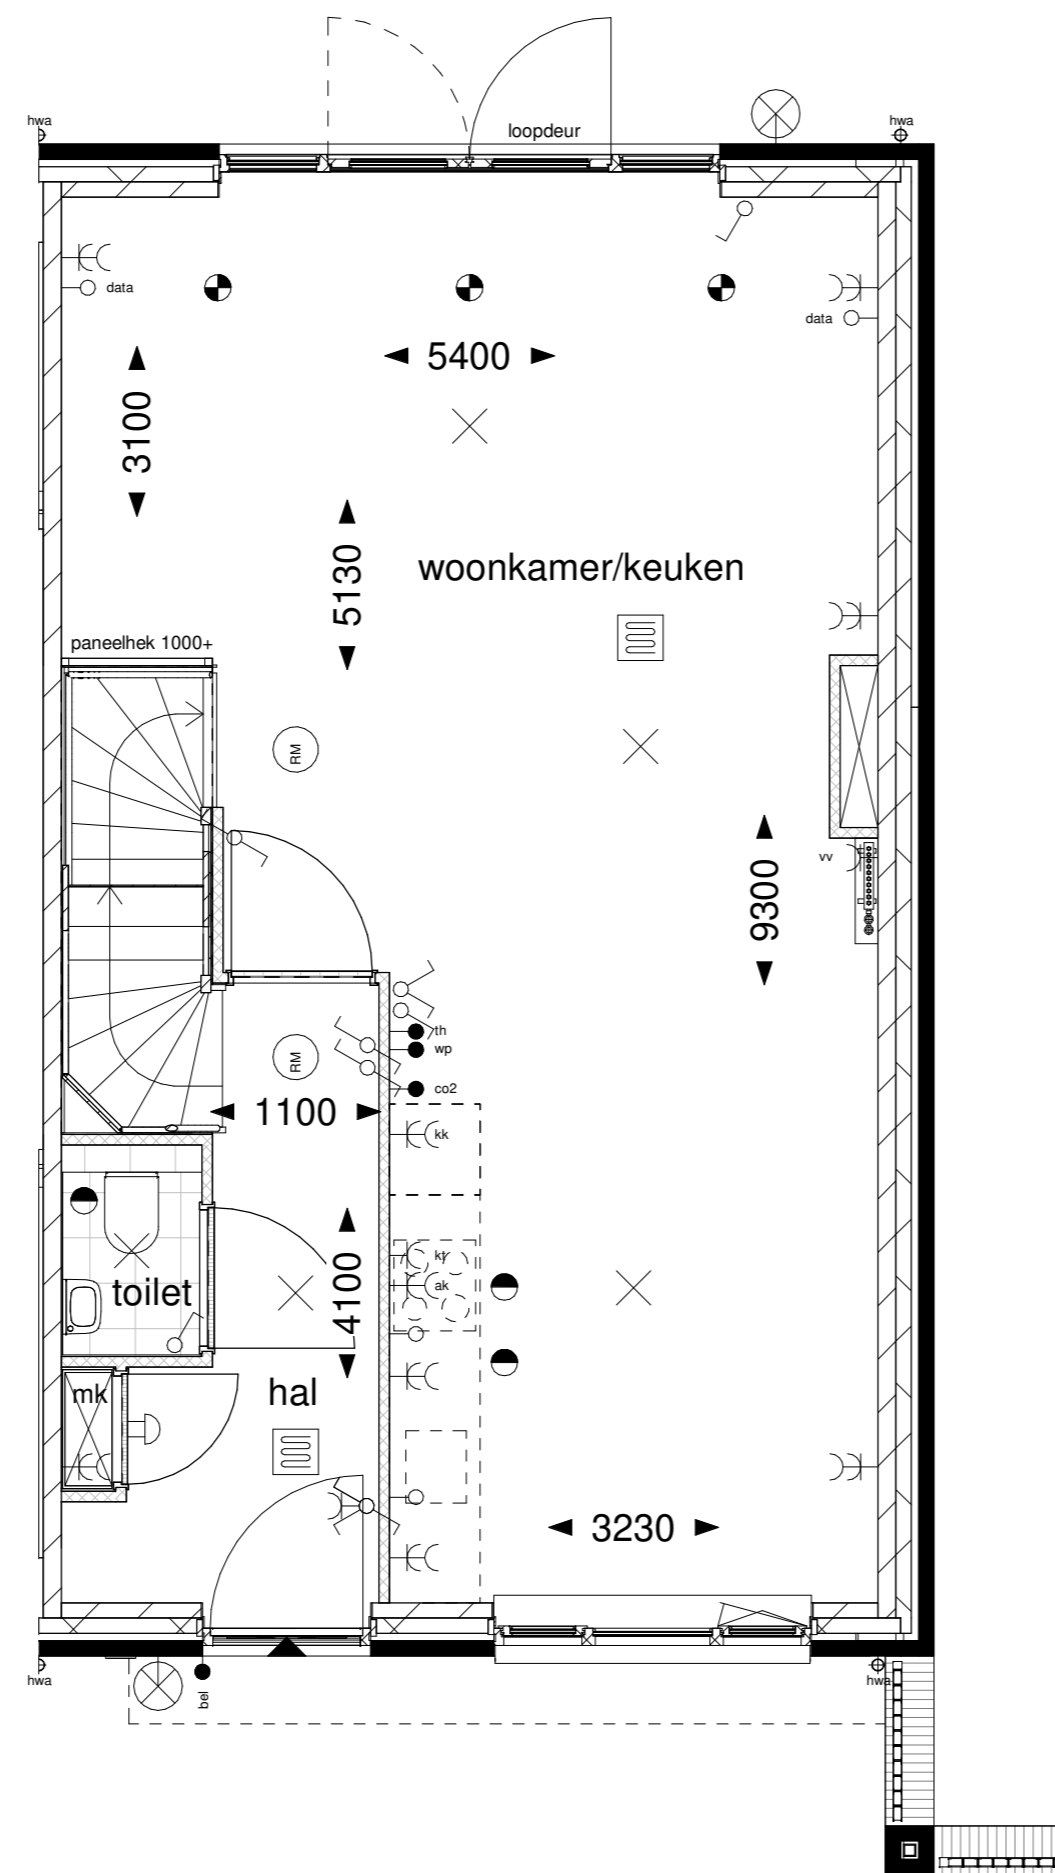 hwa
loopdeur
hwa
data
data
5400
3100
5130
woonkamer/keuken
paneelhek 1000+
RM
vv
9300
th
wp
RM
co2
1100
kk
4100
kt
ak
toilet
mk
hal
3230
hwa
bel
hwa